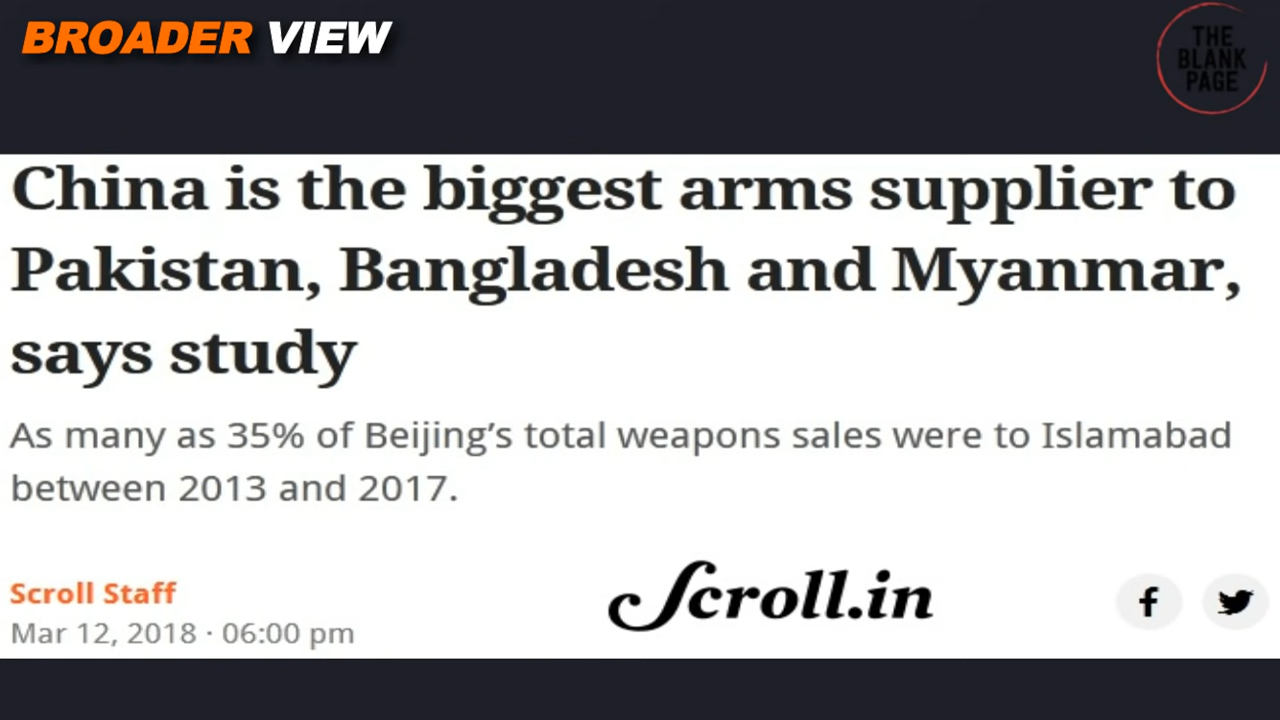 BROADER VIEW
THE
BLANK
PAGE
China is the biggest arms supplier to
Pakistan, Bangladesh and Myanmar,
says study
As many as 35% of Beijing’s total weapons sales were to Islamabad
between 2013 and 2017.
Scroll Staff
Mar 12, 2018 · 06:00 pm
Scroll.in